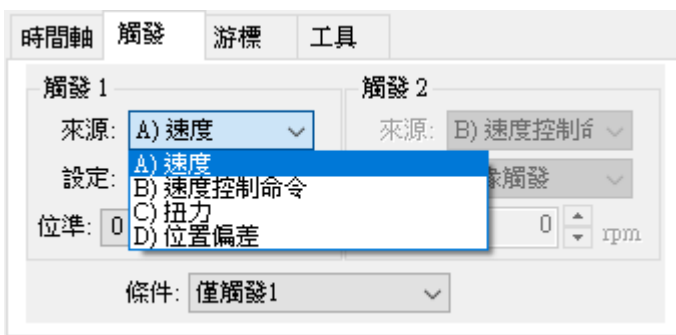 時間軸 觸發 游標 工具
觸發 1 觸發 2
來源: A) 速度 來源: B) 速度控制
設定: 觸發
A) 速度
B) 速度控制命令
C) 扭力
D) 位置偏差
位準: 0 0 rpm
條件: 僅觸發1